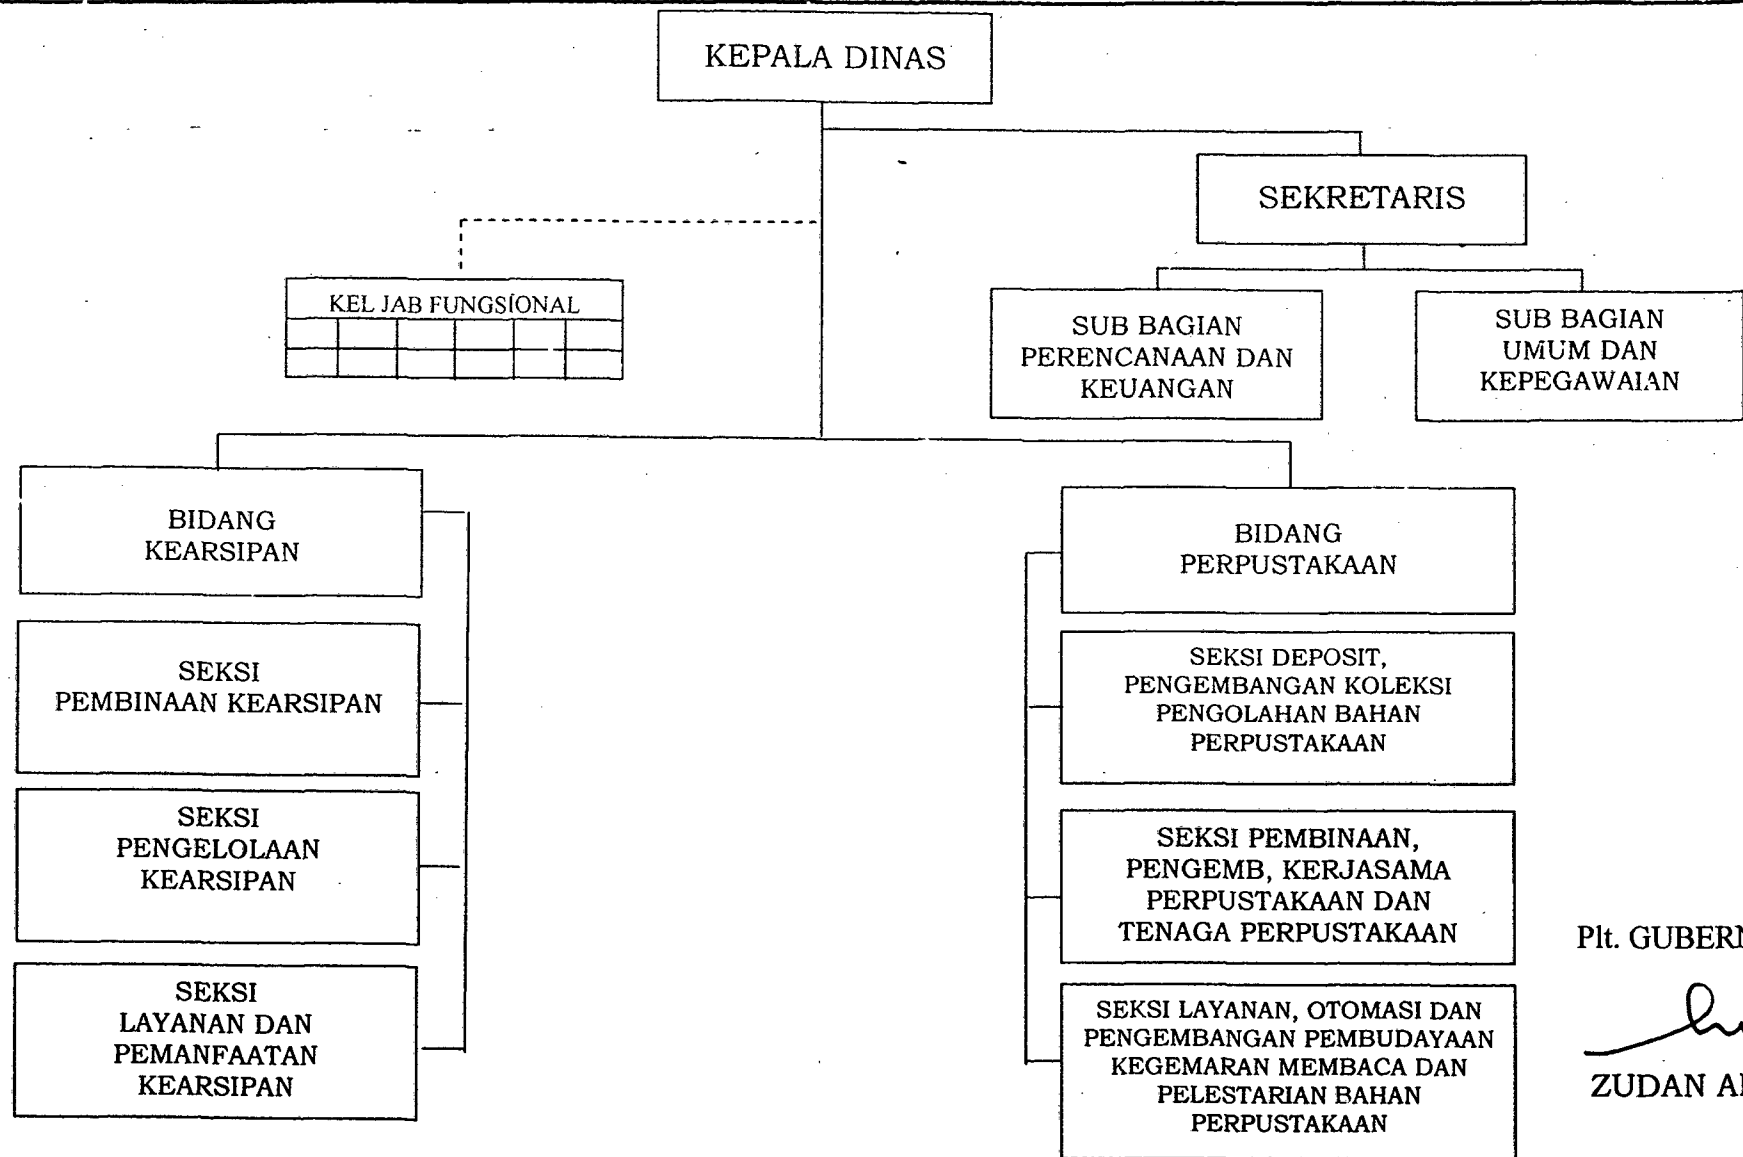 KEPALA DINAS
SEKRETARIS
KEL JAB FUNGSIONAL
SUB BAGIAN
PERENCANAAN DAN
KEUANGAN
SUB BAGIAN
UMUM DAN
KEPEGAWAIAN
BIDANG
KEARSIPAN
SEKSI
PEMBINAAN KEARSIPAN
SEKSI
PENGELOLAAN
KEARSIPAN
SEKSI
LAYANAN DAN
PEMANFAATAN
KEARSIPAN
BIDANG
PERPUSTAKAAN
SEKSI DEPOSIT,
PENGEMBANGAN KOLEKSI
PENGOLAHAN BAHAN
PERPUSTAKAAN
SEKSI PEMBINAAN,
PENGEMB, KERJASAMA
PERPUSTAKAAN DAN
TENAGA PERPUSTAKAAN
SEKSI LAYANAN, OTOMASI DAN
PENGEMBANGAN PEMBUDAYAAN
KEGEMARAN MEMBACA DAN
PELESTARIAN BAHAN
PERPUSTAKAAN
Plt.
ZUDAN